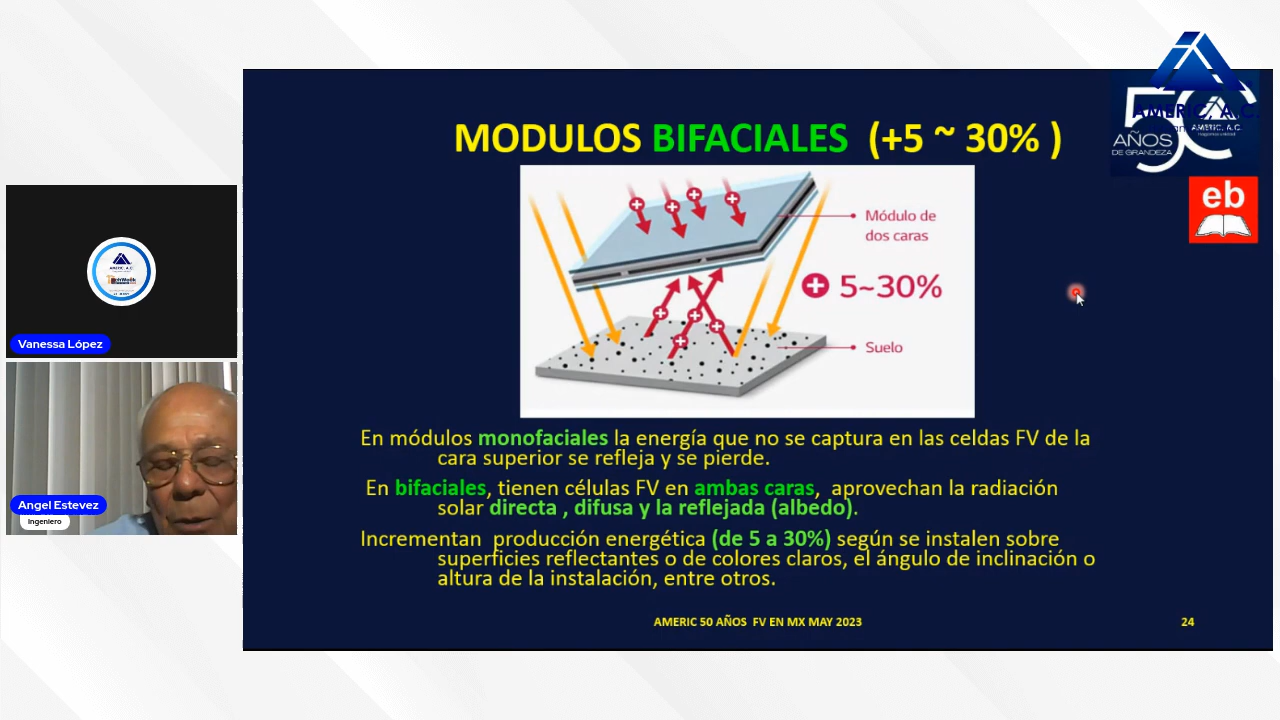 MODULOS BIFACIALES (+5 ~ 30% )
AMERIC, A.C.
50
AÑOS
DE GRANDEZA
AMERIC, A.C.
eb
Módulo de
dos caras
+ 5~30%
Suelo
En módulos monofaciales la energía que no se captura en las celdas FV de la
cara superior se refleja y se pierde.
En bifaciales, tienen células FV en ambas caras, aprovechan la radiación
solar directa , difusa y la reflejada (albedo).
Incrementan producción energética (de 5 a 30%) según se instalen sobre
superficies reflectantes o de colores claros, el ángulo de inclinación o
altura de la instalación, entre otros.
AMERIC 50 AÑOS FV EN MX MAY 2023
24
AMERIC, A.C.
Vanessa López
Angel Estevez
Ingeniero